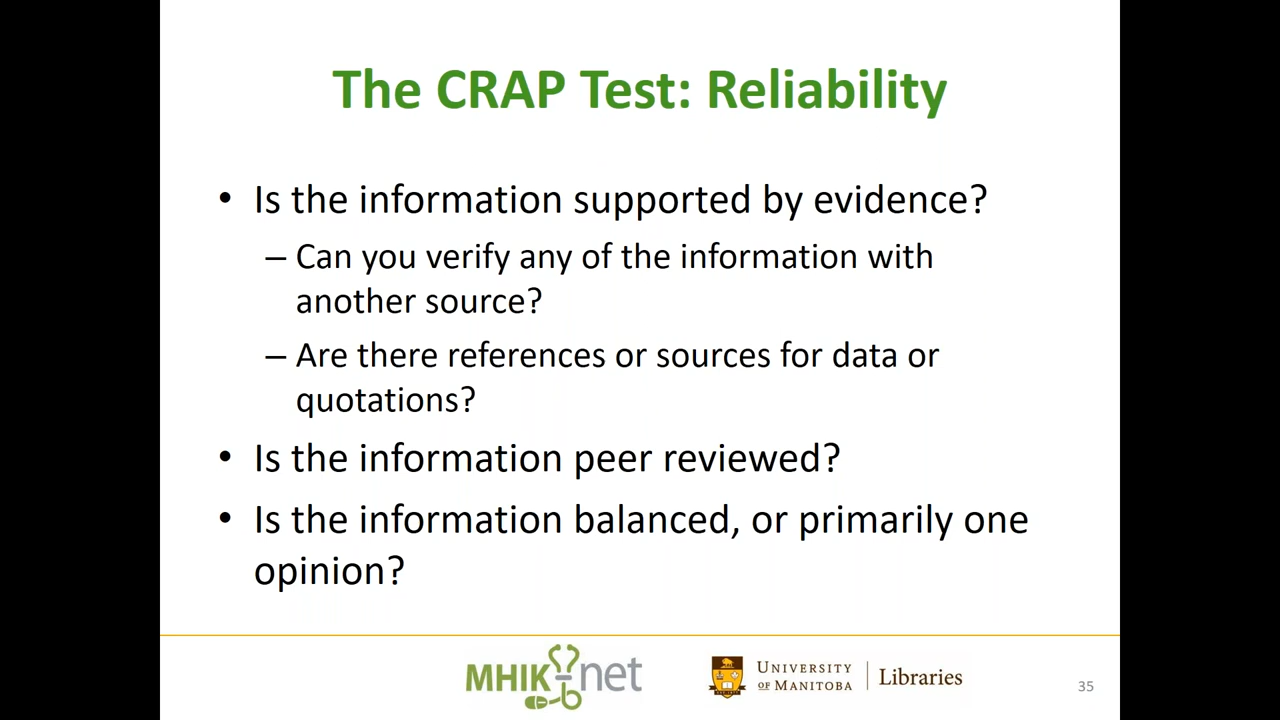 The CRAP Test: Reliability
• Is the information supported by evidence?
– Can you verify any of the information with
another source?
– Are there references or sources for data or
quotations?
• Is the information peer reviewed?
• Is the information balanced, or primarily one
opinion?
MHIKnet
UNIVERSITY
OF MANITOBA
Libraries
35